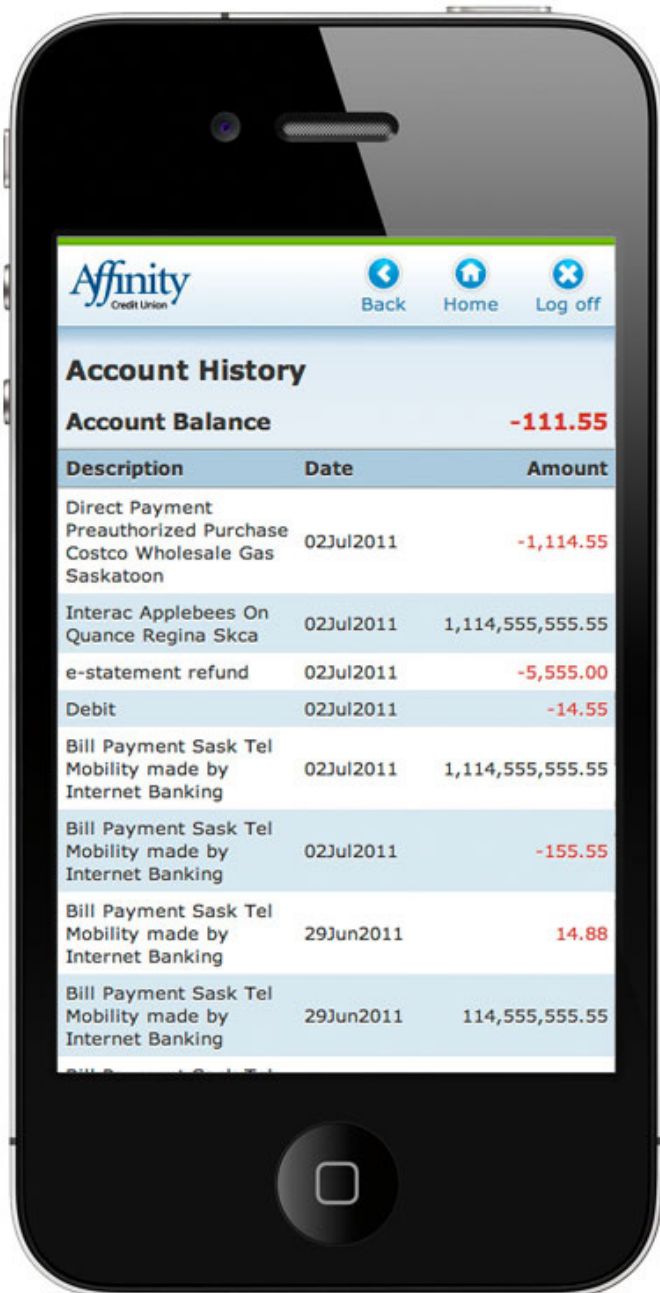 Affinity
Credit Union
Back Home Log off
Account History
Account Balance -111.55
Description Date Amount
Direct Payment
Preauthorized Purchase
Costco Wholesale Gas
Saskatoon
02Jul2011 -1,114.55
Interac Applebees On
Quance Regina Skca
02Jul2011 1,114,555,555.55
e-statement refund 02Jul2011 -5,555.00
Debit 02Jul2011 -14.55
Bill Payment Sask Tel
Mobility made by
Internet Banking
02Jul2011 1,114,555,555.55
Bill Payment Sask Tel
Mobility made by
Internet Banking
02Jul2011 -155.55
Bill Payment Sask Tel
Mobility made by
Internet Banking
29Jun2011 14.88
Bill Payment Sask Tel
Mobility made by
Internet Banking
29Jun2011 114,555,555.55